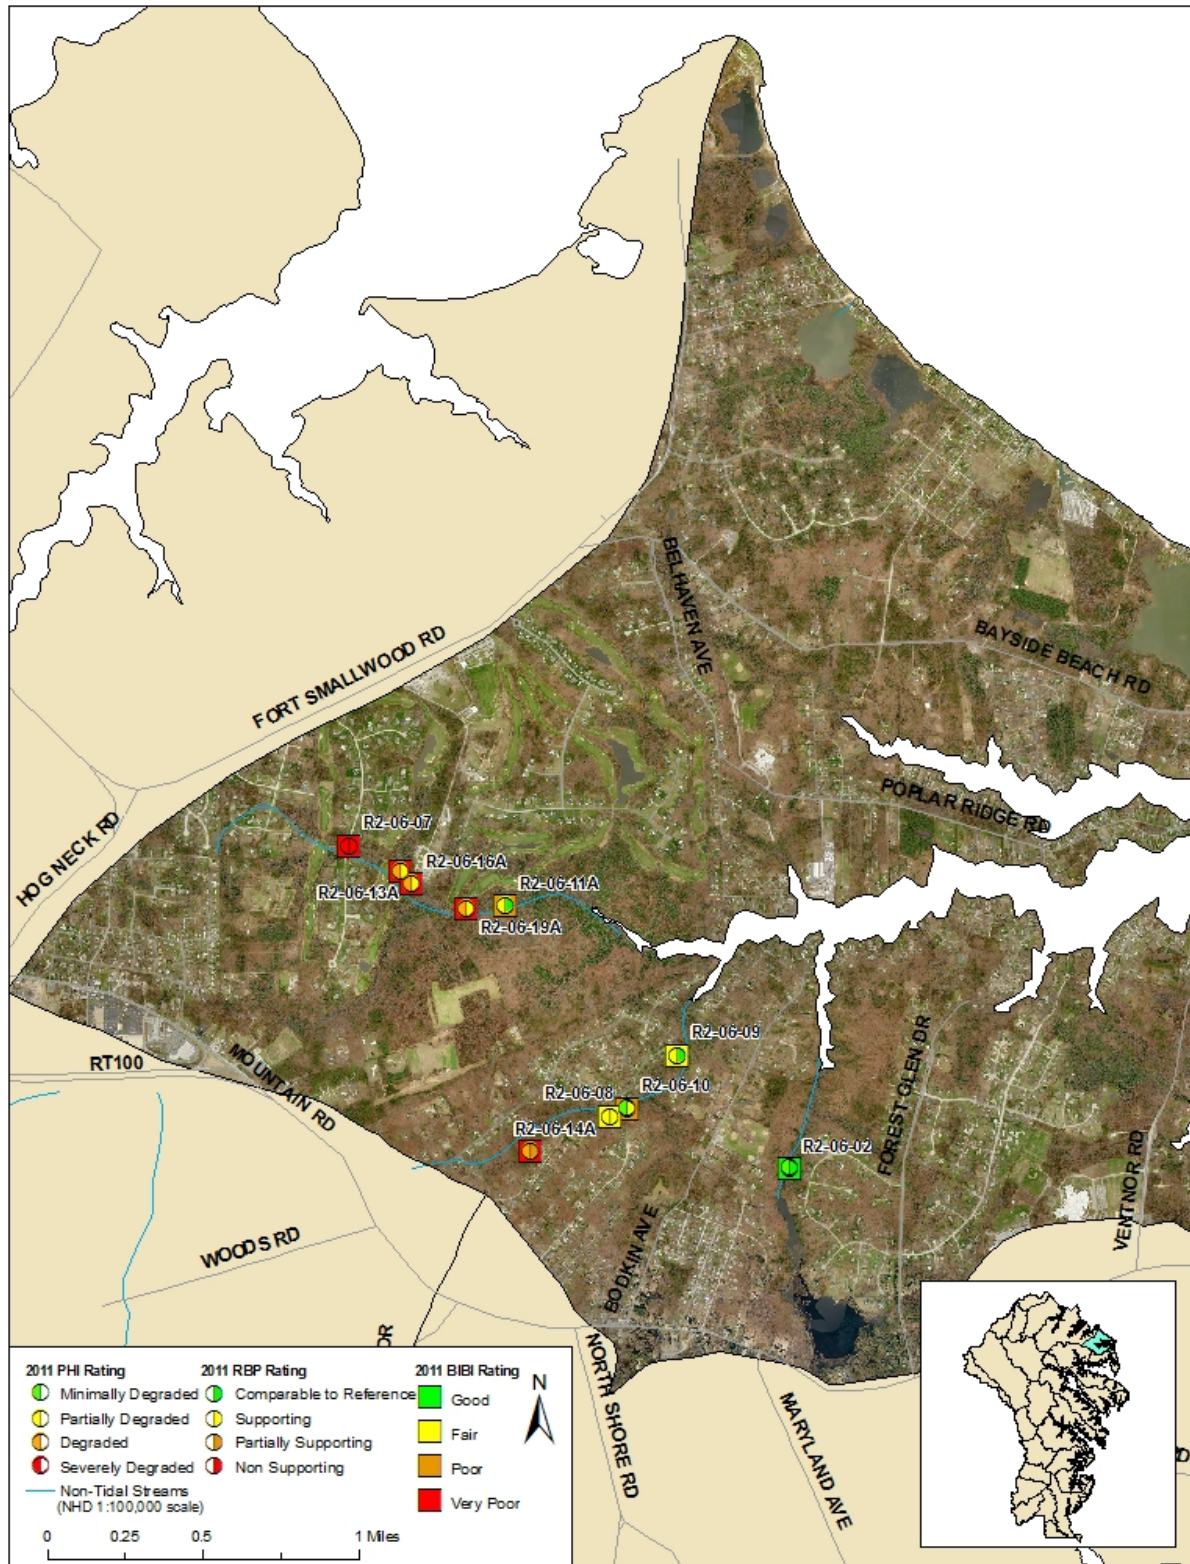 BELHAVEN AVE
BAYSIDE BEACH RD
FORT SMALLWOOD RD
POPLAR RIDGE RD
HOG NECK RD
R2-06-07
R2-06-16A
R2-06-13A
R2-06-11A
R2-06-19A
R2-06-09
RT100
MOUNTAIN RD
R2-06-08
R2-06-10
R2-06-14A
R2-06-02
FOREST GLEN DR
VENTNOR RD
WOODS RD
BODKIN AVE
DR
NORTH SHORE RD
MARYLAND AVE
2011 PHI Rating
Minimally Degraded
Partially Degraded
Degraded
Severely Degraded
Non-Tidal Streams
(NHD 1:100,000 scale)
2011 RBP Rating
Comparable to Reference
Supporting
Partially Supporting
Non Supporting
2011 BIBI Rating
Good
Fair
Poor
Very Poor
N
0 0.25 0.5 1 Miles